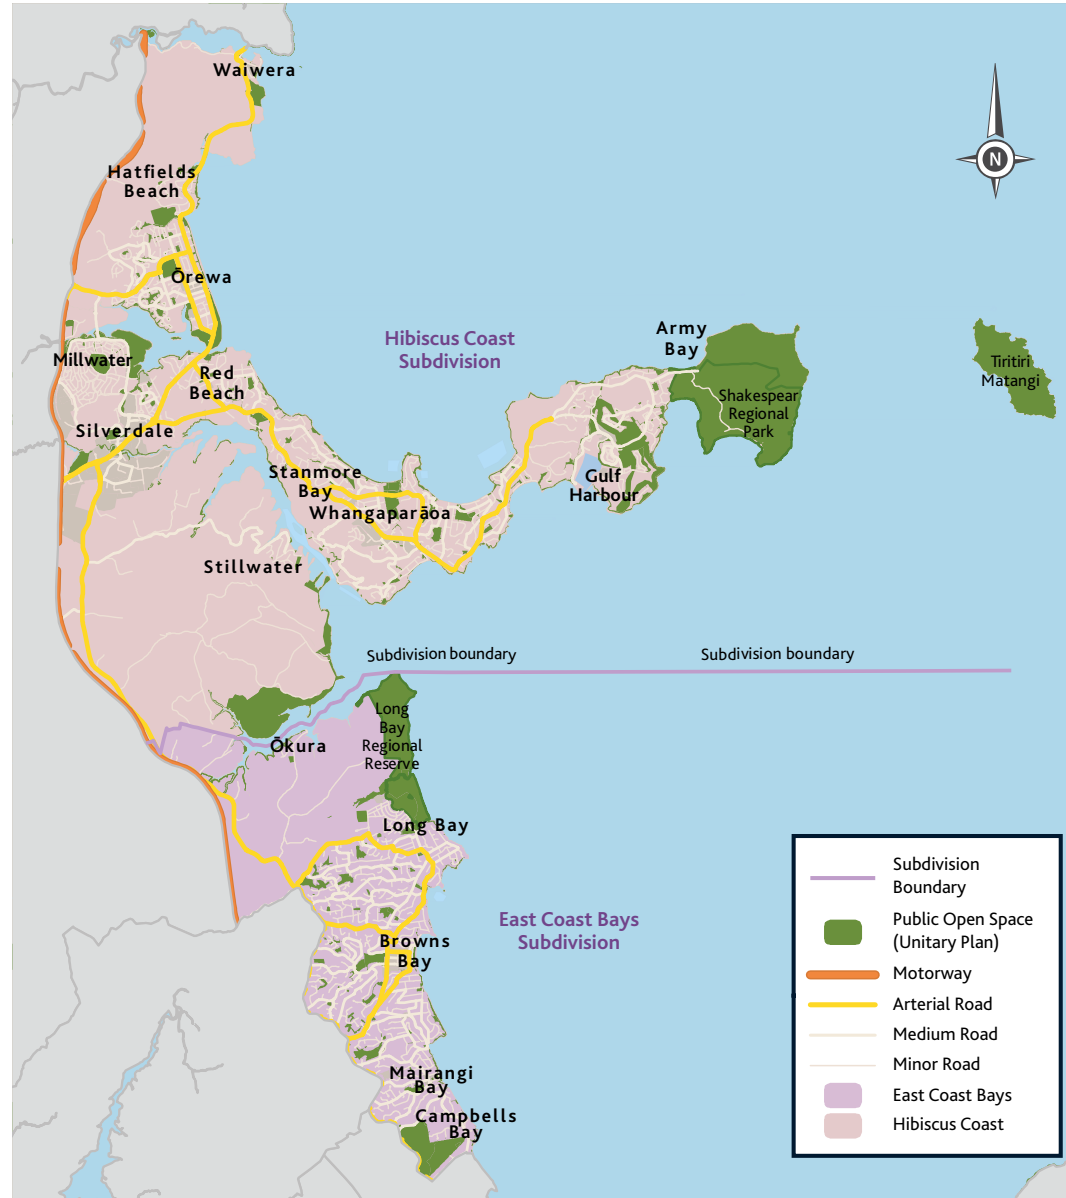 Waiwera
N
Hatfields
Beach
Ōrewa
Hibiscus Coast
Subdivision
Army
Bay
Millwater
Red
Beach
Tiritiri
Matangi
Shakespear
Regional
Park
Silverdale
Stanmore
Bay
Gulf
Harbour
Whangaparāoa
Stillwater
Subdivision boundary
Subdivision boundary
Long
Bay
Regional
Reserve
Ōkura
Long Bay
East Coast Bays
Subdivision
Browns
Bay
Mairangi
Bay
Campbells
Bay
Subdivision
Boundary
Public Open Space
(Unitary Plan)
Motorway
Arterial Road
Medium Road
Minor Road
East Coast Bays
Hibiscus Coast